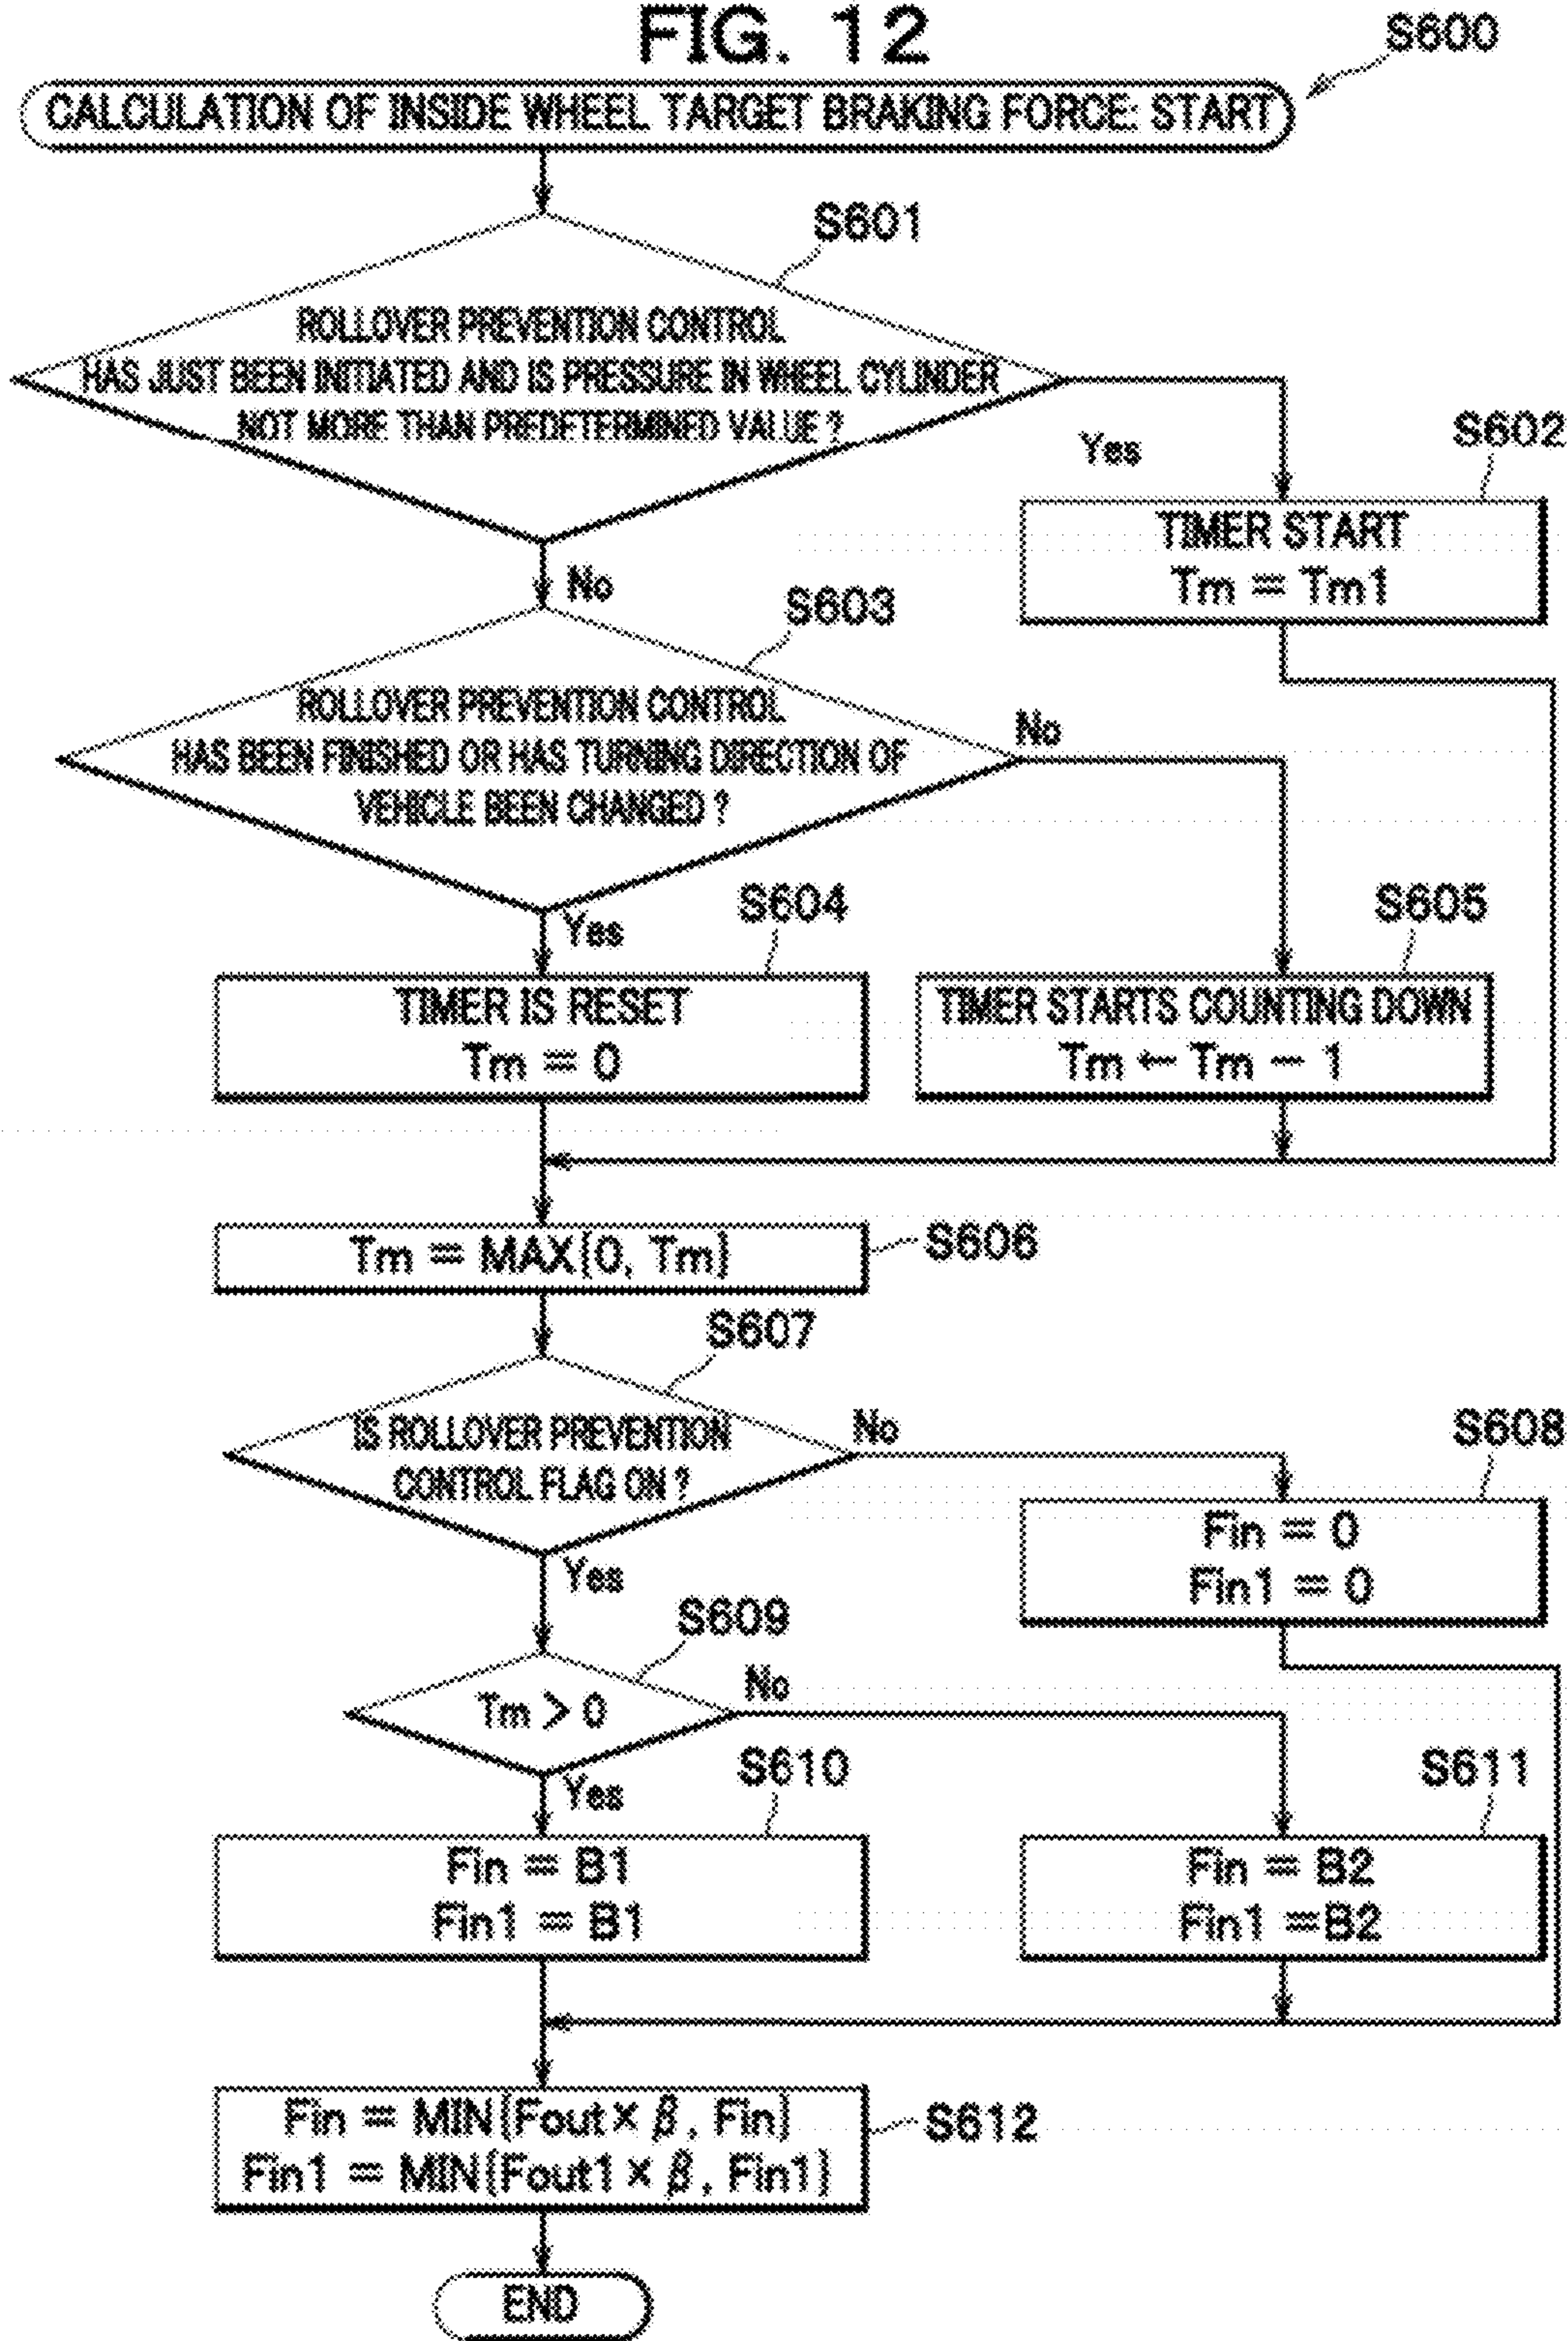 FIG. 12
S600
CALCULATION OF INSIDE WHEEL TARGET BRAKING FORCE: START
S601
ROLLOVER PREVENTION CONTROL
HAS JUST BEEN INITIATED AND IS PRESSURE IN WHEEL CYLINDER
NOT MORE THAN PREDETERMINED VALUE ?
Yes
S602
TIMER START
Tm = Tm1
No
S603
ROLLOVER PREVENTION CONTROL
HAS BEEN FINISHED OR HAS TURNING DIRECTION OF
VEHICLE BEEN CHANGED ?
No
Yes
S604
TIMER IS RESET
Tm = 0
S605
TIMER STARTS COUNTING DOWN
Tm ← Tm − 1
Tm = MAX{0, Tm}
S606
S607
IS ROLLOVER PREVENTION
CONTROL FLAG ON ?
No
S608
Fin = 0
Fin1 = 0
Yes
S609
Tm > 0
No
Yes
S610
Fin = B1
Fin1 = B1
S611
Fin = B2
Fin1 =B2
Fin = MIN{Fout× β, Fin}
Fin1 = MIN{Fout1× β, Fin1}
S612
END